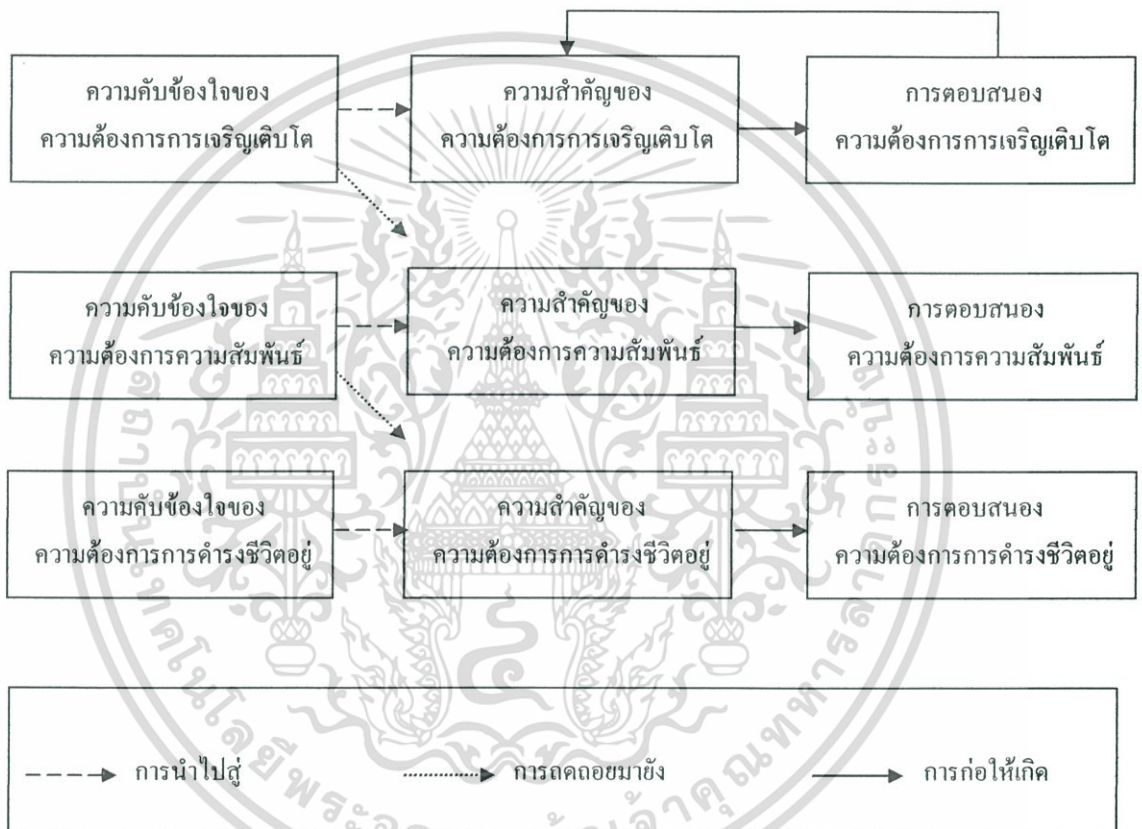 ความคับข้องใจของ
ความต้องการการเจริญเติบโต
ความสำคัญของ
ความต้องการการเจริญเติบโต
การตอบสนอง
ความต้องการการเจริญเติบโต
ความคับข้องใจของ
ความต้องการความสัมพันธ์
ความสำคัญของ
ความต้องการความสัมพันธ์
การตอบสนอง
ความต้องการความสัมพันธ์
ความคับข้องใจของ
ความต้องการการดำรงชีวิตอยู่
ความสำคัญของ
ความต้องการการดำรงชีวิตอยู่
การตอบสนอง
ความต้องการการดำรงชีวิตอยู่
การนำไปสู่
การถดถอยมายัง
การก่อให้เกิด